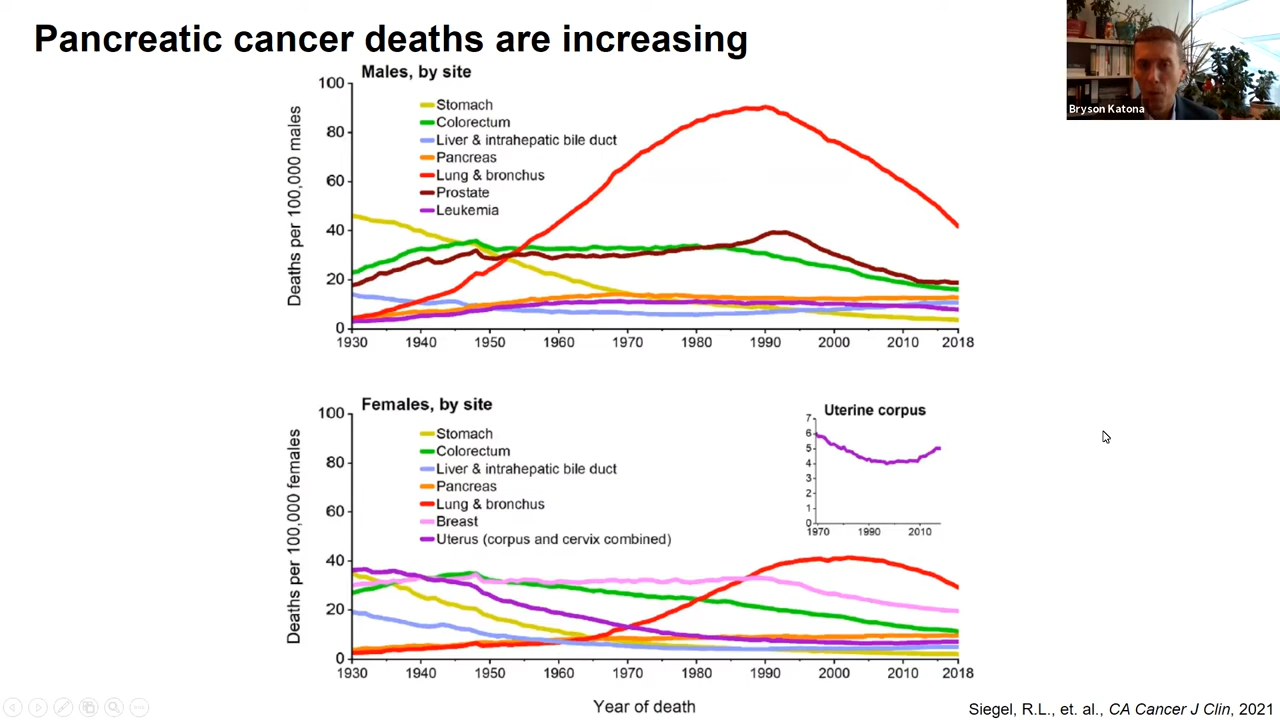 Pancreatic cancer deaths are increasing
Bryson Katona
Males, by site
Deaths per 100,000 males
100
80
60
40
20
0
Stomach
Colorectum
Liver & intrahepatic bile duct
Pancreas
Lung & bronchus
Prostate
Leukemia
1930 1940 1950 1960 1970 1980 1990 2000 2010 2018
Females, by site
Deaths per 100,000 females
100
80
60
40
20
0
Stomach
Colorectum
Liver & intrahepatic bile duct
Pancreas
Lung & bronchus
Breast
Uterus (corpus and cervix combined)
Uterine corpus
7
6
5
4
3
2
1
0
1970 1990 2010
1930 1940 1950 1960 1970 1980 1990 2000 2010 2018
Year of death
Siegel, R.L., et. al., CA Cancer J Clin, 2021